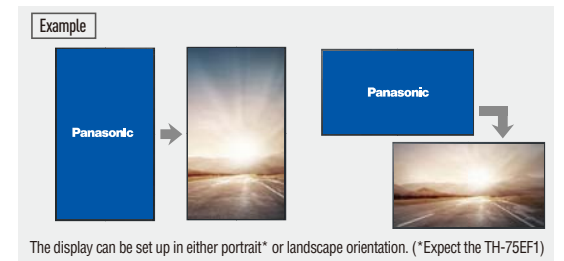 Example
Panasonic
Panasonic
The display can be set up in either portrait* or landscape orientation. (*Expect the TH-75EF1)